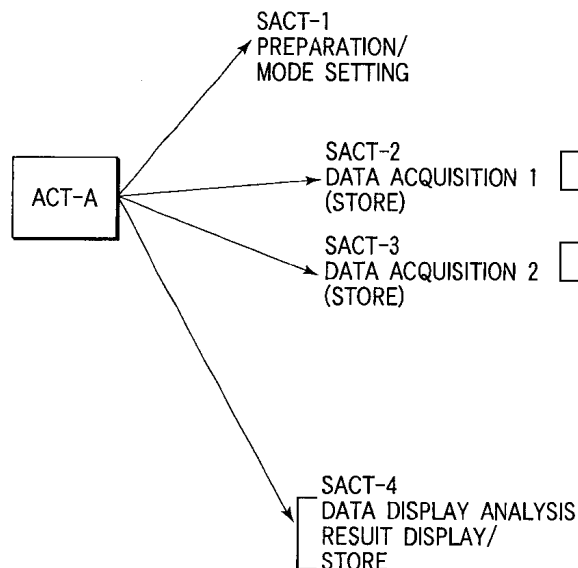 SACT-1
PREPARATION/
MODE SETTING
ACT-A
SACT-2
DATA ACQUISITION 1
(STORE)
SACT-3
DATA ACQUISITION 2
(STORE)
SACT-4
DATA DISPLAY ANALYSIS
RESUIT DISPLAY/
STORE